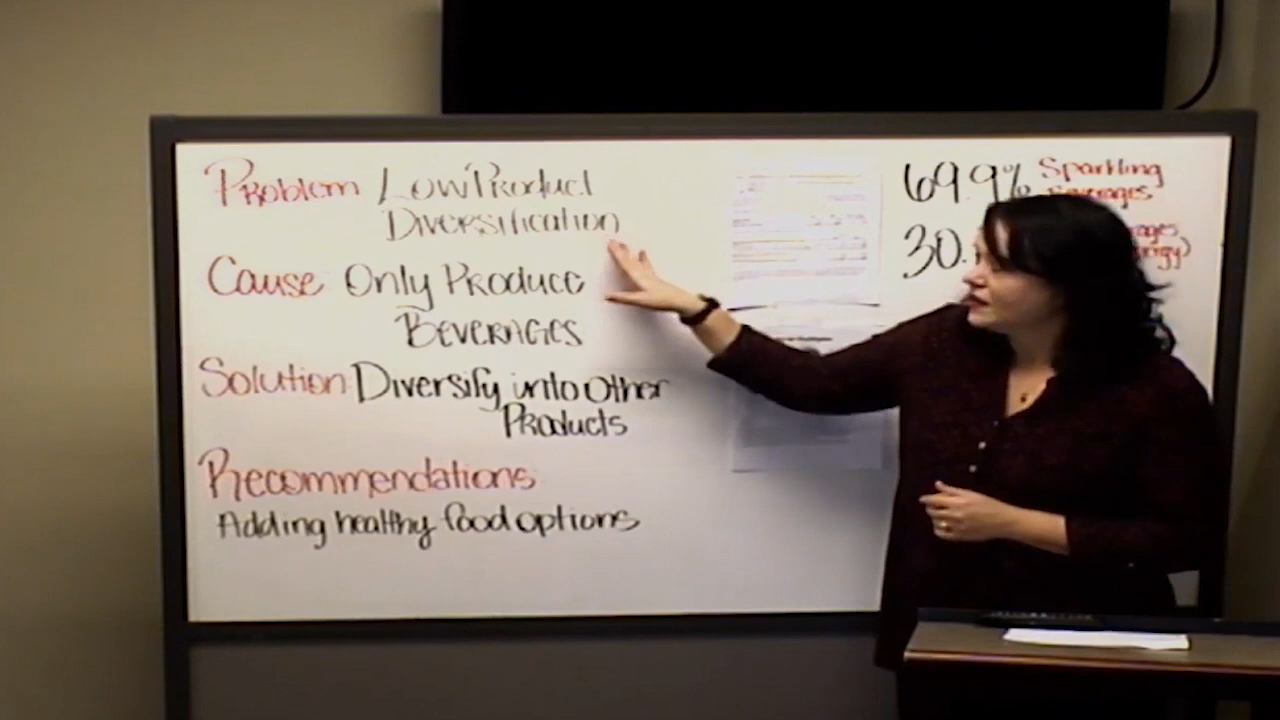 Problem Low Product
Diversification
Cause: Only Produce
Beverages
Solution: Diversify into other
Products
Recommendations
Adding healthy food options
69.9% Sparkling
Beverages
30.